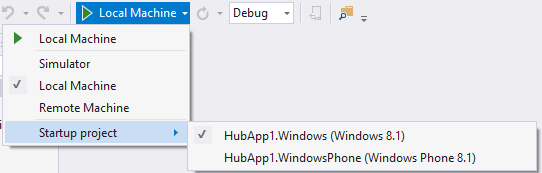 Local Machine Debug
Local Machine
Simulator
Local Machine
Remote Machine
Startup project
HubApp1.Windows (Windows 8.1)
HubApp1.WindowsPhone (Windows Phone 8.1)